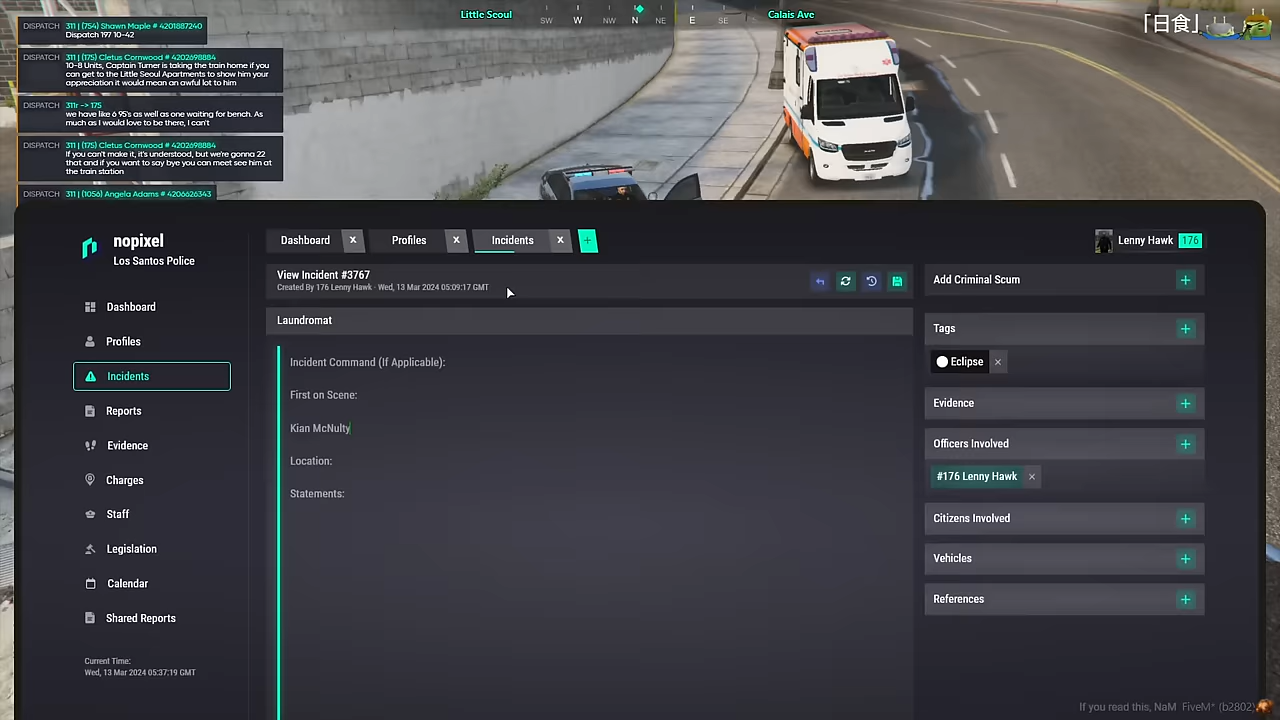 DISPATCH 311 | (754) Shawn Maple # 4201887240
Dispatch 197 10-42
DISPATCH 311 | (175) Cletus Cornwood # 4202698884
10-8 Units, Captain Turner is taking the train home if you
can get to the Little Seoul Apartments to show him your
appreciation it would mean an awful lot to him
DISPATCH 311r -> 175
we have like 6 95's as well as one waiting for bench. As
much as I would love to be there, I can't
DISPATCH 311 | (175) Cletus Cornwood # 4202698884
If you can't make it, it's understood, but we're gonna 22
that and if you want to say bye you can meet see him at
the train station
DISPATCH 311 | (1056) Angela Adams # 4206626343
Little Seoul
SW W NW N NE E SE
Calais Ave
「日食」
nopixel
Los Santos Police
Dashboard
Profiles
Incidents
Reports
Evidence
Charges
Staff
Legislation
Calendar
Shared Reports
Current Time:
Wed, 13 Mar 2024 05:37:19 GMT
Dashboard x Profiles x Incidents x +
Lenny Hawk 176
View Incident #3767
Created By 176 Lenny Hawk · Wed, 13 Mar 2024 05:09:17 GMT
Laundromat
Incident Command (If Applicable):
First on Scene:
Kian McNulty
Location:
Statements:
Add Criminal Scum +
Tags +
Eclipse x
Evidence +
Officers Involved +
#176 Lenny Hawk x
Citizens Involved +
Vehicles +
References +
If you read this, NaM FiveM* (b2802)